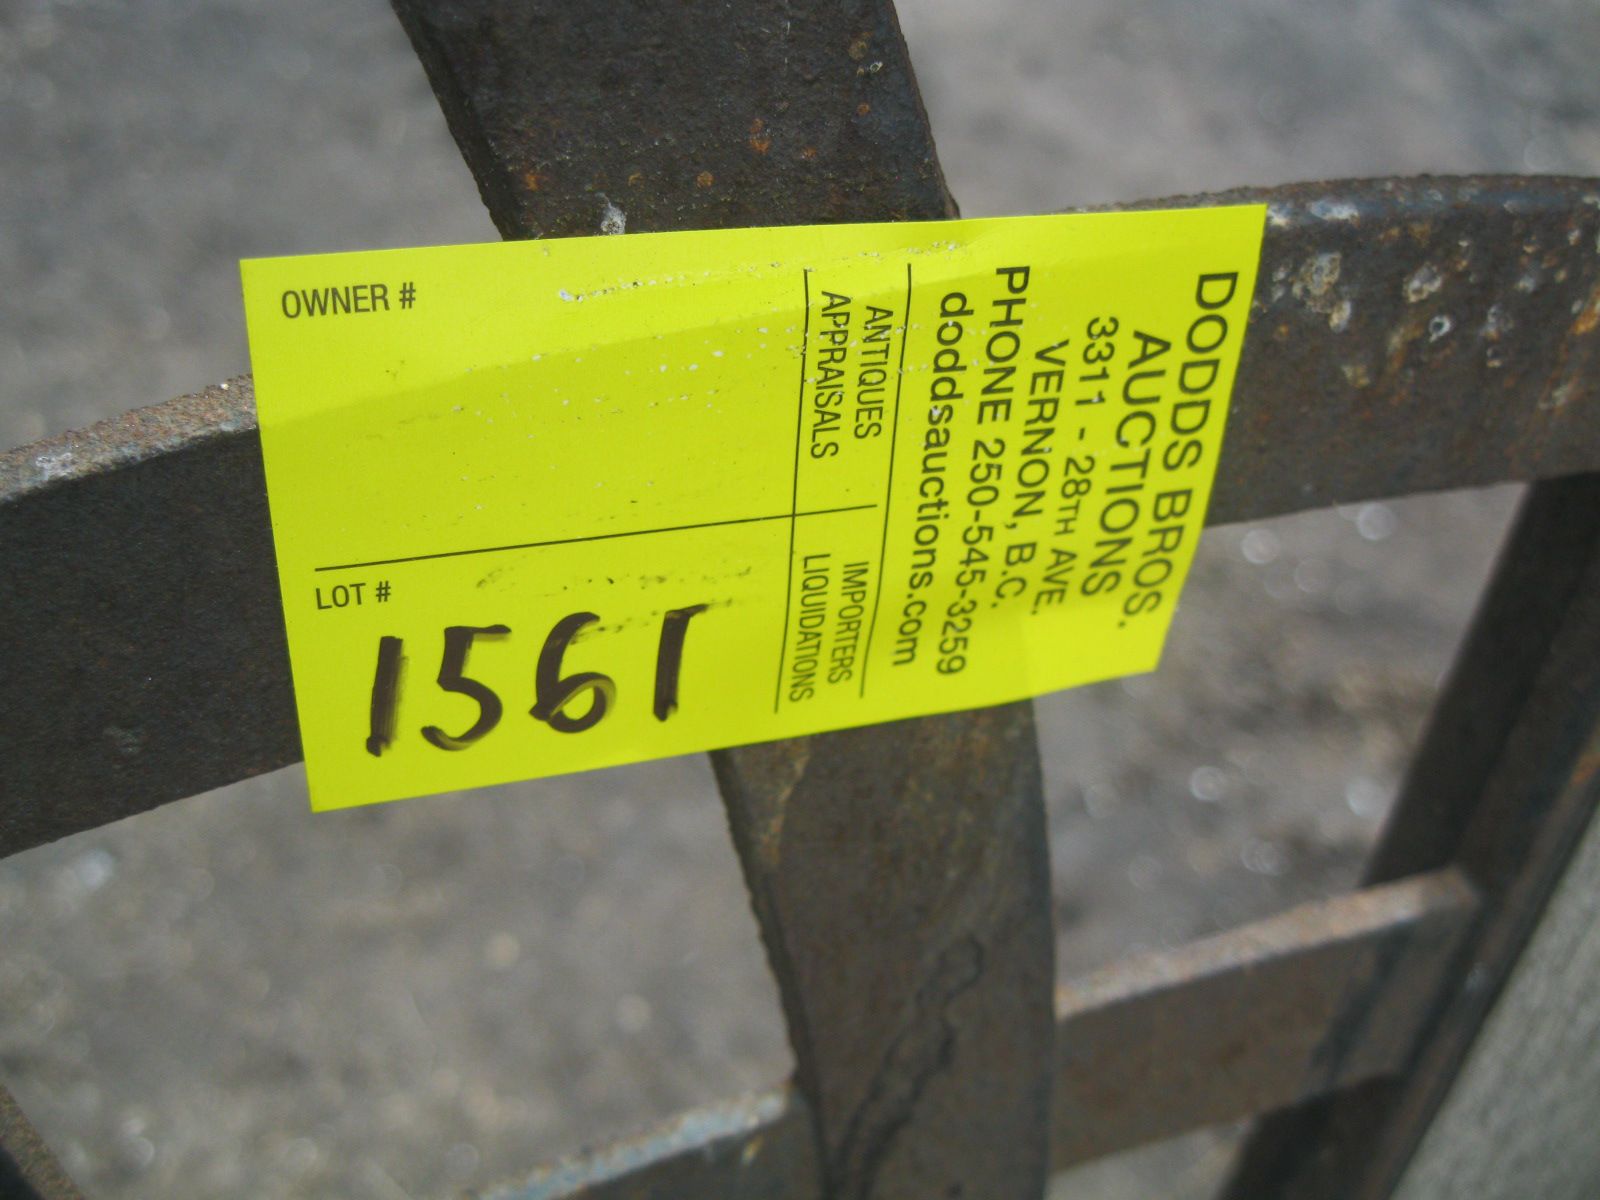 DODDS BROS.
AUCTIONS
3311 - 28TH AVE.
VERNON, B.C.
PHONE 250-545-3259
doddsauctions.com
ANTIQUES
APPRAISALS
IMPORTERS
LIQUIDATIONS
OWNER #
LOT #
1561